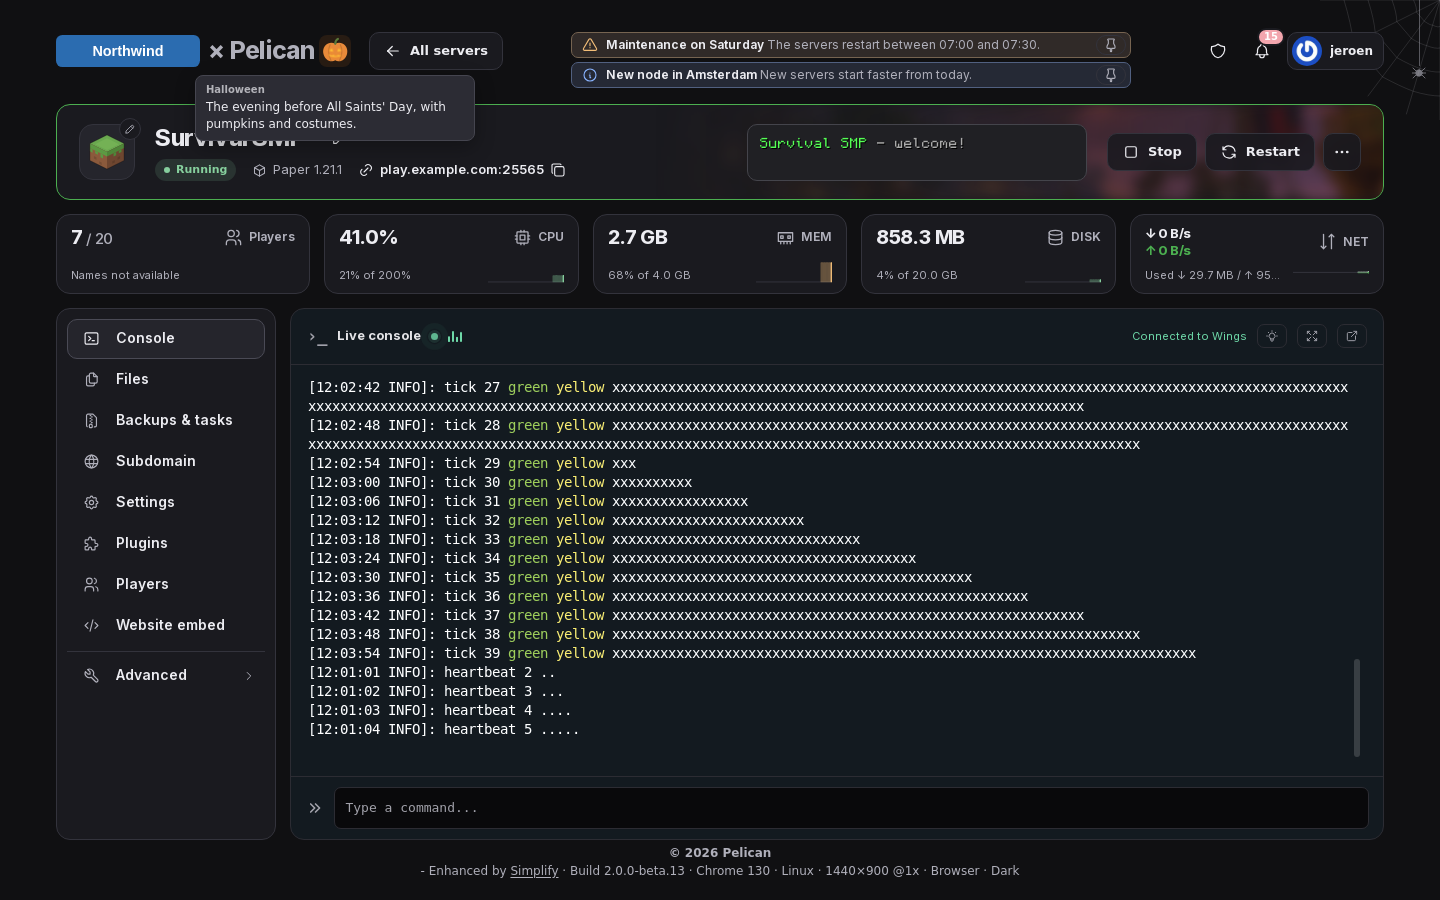 Northwind × Pelican All servers
Maintenance on Saturday The servers restart between 07:00 and 07:30.
New node in Amsterdam New servers start faster from today.
15
jeroen
Halloween
The evening before All Saints' Day, with
pumpkins and costumes.
Running
Paper 1.21.1
play.example.com:25565
Survival SMP - welcome!
Stop
Restart
7 / 20
Players
Names not available
41.0%
CPU
21% of 200%
2.7 GB
MEM
68% of 4.0 GB
858.3 MB
DISK
4% of 20.0 GB
↓ 0 B/s
↑ 0 B/s
NET
Used ↓ 29.7 MB / ↑ 95...
Console
Files
Backups & tasks
Subdomain
Settings
Plugins
Players
Website embed
Advanced
Live console
Connected to Wings
[12:02:42 INFO]: tick 27 green yellow xxxxxxxxxxxxxxxxxxxxxxxxxxxxxxxxxxxxxxxxxxxxxxxxxxxxxxxxxxxxxxxxxxxxxxxxxxxxxxxxxxxxxxxxxxxx
xxxxxxxxxxxxxxxxxxxxxxxxxxxxxxxxxxxxxxxxxxxxxxxxxxxxxxxxxxxxxxxxxxxxxxxxxxxxxxxxxxxxxxxxxxxxxxxxx
[12:02:48 INFO]: tick 28 green yellow xxxxxxxxxxxxxxxxxxxxxxxxxxxxxxxxxxxxxxxxxxxxxxxxxxxxxxxxxxxxxxxxxxxxxxxxxxxxxxxxxxxxxxxxxxxx
xxxxxxxxxxxxxxxxxxxxxxxxxxxxxxxxxxxxxxxxxxxxxxxxxxxxxxxxxxxxxxxxxxxxxxxxxxxxxxxxxxxxxxxxxxxxxxxxxxxxxxxx
[12:02:54 INFO]: tick 29 green yellow xxx
[12:03:00 INFO]: tick 30 green yellow xxxxxxxxxx
[12:03:06 INFO]: tick 31 green yellow xxxxxxxxxxxxxxxxx
[12:03:12 INFO]: tick 32 green yellow xxxxxxxxxxxxxxxxxxxxxxxx
[12:03:18 INFO]: tick 33 green yellow xxxxxxxxxxxxxxxxxxxxxxxxxxxxxxx
[12:03:24 INFO]: tick 34 green yellow xxxxxxxxxxxxxxxxxxxxxxxxxxxxxxxxxxxxxx
[12:03:30 INFO]: tick 35 green yellow xxxxxxxxxxxxxxxxxxxxxxxxxxxxxxxxxxxxxxxxxxxxx
[12:03:36 INFO]: tick 36 green yellow xxxxxxxxxxxxxxxxxxxxxxxxxxxxxxxxxxxxxxxxxxxxxxxxxxxx
[12:03:42 INFO]: tick 37 green yellow xxxxxxxxxxxxxxxxxxxxxxxxxxxxxxxxxxxxxxxxxxxxxxxxxxxxxxxxxxx
[12:03:48 INFO]: tick 38 green yellow xxxxxxxxxxxxxxxxxxxxxxxxxxxxxxxxxxxxxxxxxxxxxxxxxxxxxxxxxxxxxxxxxx
[12:03:54 INFO]: tick 39 green yellow xxxxxxxxxxxxxxxxxxxxxxxxxxxxxxxxxxxxxxxxxxxxxxxxxxxxxxxxxxxxxxxxxxxxxxxxx
[12:01:01 INFO]: heartbeat 2 ..
[12:01:02 INFO]: heartbeat 3 ...
[12:01:03 INFO]: heartbeat 4 ....
[12:01:04 INFO]: heartbeat 5 .....
Type a command...
© 2026 Pelican
- Enhanced by Simplify · Build 2.0.0-beta.13 · Chrome 130 · Linux · 1440×900 @1x · Browser · Dark